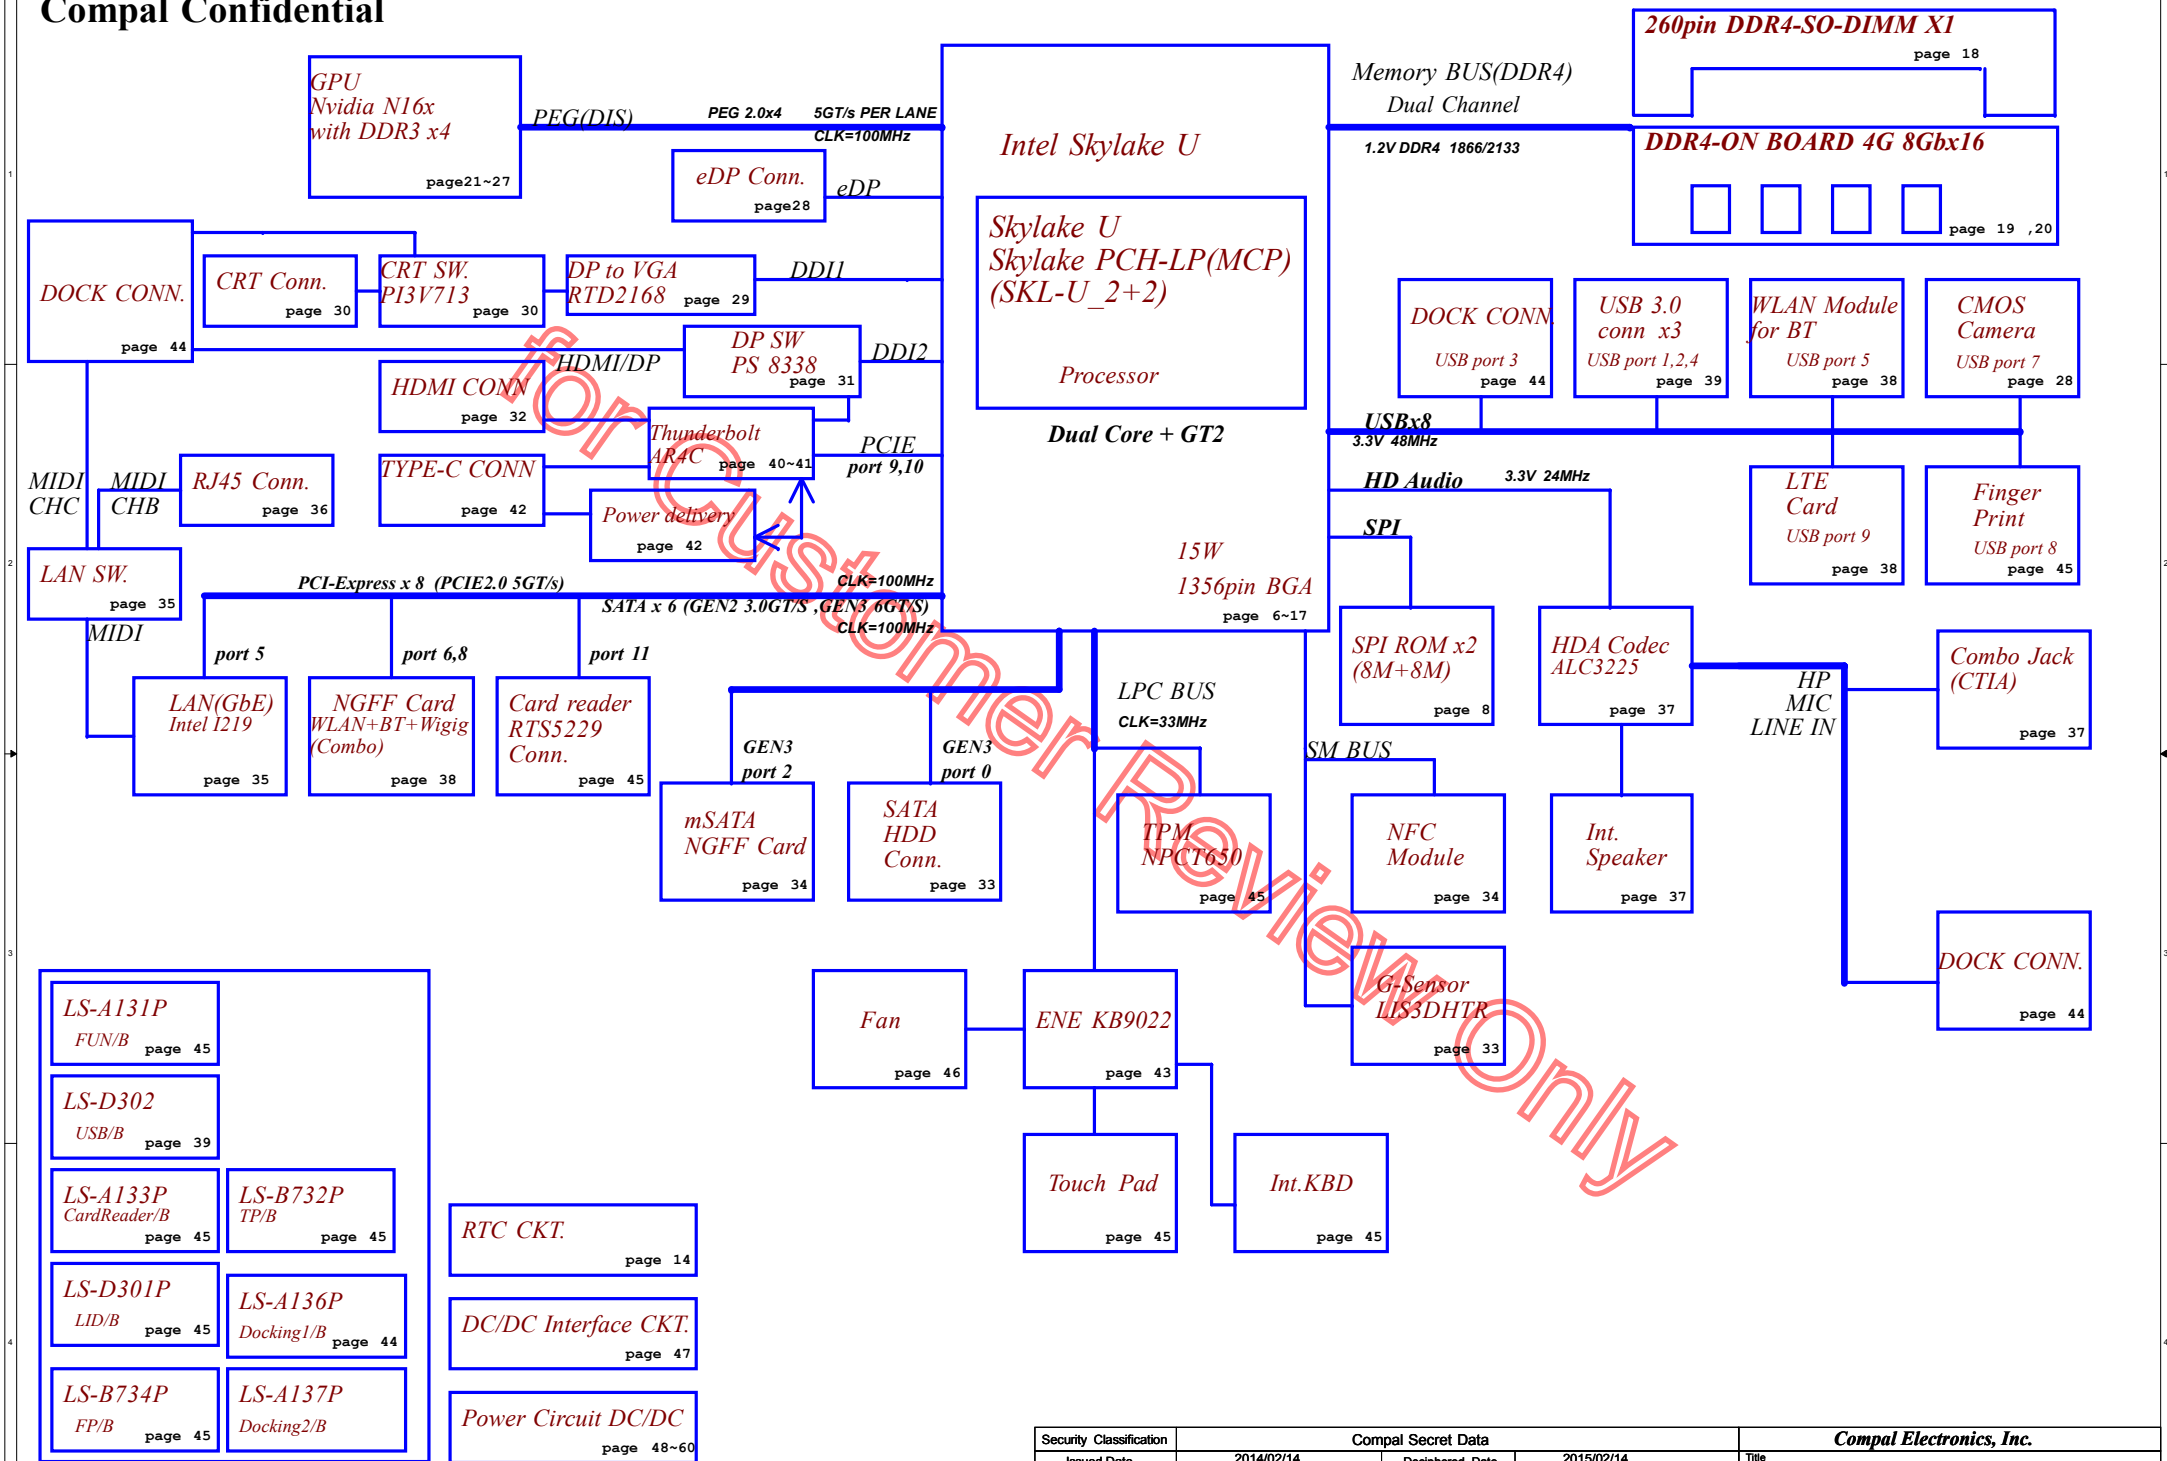 Compal Confidential
GPU
Nvidia N16x
with DDR3 x4
page21~27
PEG(DIS)
PEG 2.0x4
5GT/s PER LANE
CLK=100MHz
eDP Conn.
page28
eDP
Intel Skylake U
Skylake U
Skylake PCH-LP(MCP)
(SKL-U_2+2)
Processor
Dual Core + GT2
15W
1356pin BGA
page 6~17
Memory BUS(DDR4)
Dual Channel
1.2V DDR4 1866/2133
260pin DDR4-SO-DIMM X1
page 18
DDR4-ON BOARD 4G 8Gbx16
page 19 ,20
DOCK CONN.
page 44
CRT Conn.
page 30
CRT SW.
PI3V713
page 30
DP to VGA
RTD2168
page 29
DDI1
DP SW
PS 8338
page 31
DDI2
HDMI/DP
HDMI CONN
page 32
Thunderbolt
AR4C
page 40~41
PCIE
port 9,10
TYPE-C CONN
page 42
Power delivery
page 42
MIDI
CHC
MIDI
CHB
RJ45 Conn.
page 36
LAN SW.
page 35
MIDI
PCI-Express x 8 (PCIE2.0 5GT/s)
CLK=100MHz
SATA x 6 (GEN2 3.0GT/S ,GEN3 6GT/S)
CLK=100MHz
port 5
port 6,8
port 11
LAN(GbE)
Intel I219
page 35
NGFF Card
WLAN+BT+Wigig
(Combo)
page 38
Card reader
RTS5229
Conn.
page 45
GEN3
port 2
GEN3
port 0
mSATA
NGFF Card
page 34
SATA
HDD
Conn.
page 33
LPC BUS
CLK=33MHz
TPM
NPCT650
page 45
SM BUS
NFC
Module
page 34
G-Sensor
LIS3DHTR
page 33
DOCK CONN.
USB port 3
page 44
USB 3.0
conn x3
USB port 1,2,4
page 39
WLAN Module
for BT
USB port 5
page 38
CMOS
Camera
USB port 7
page 28
USBx8
3.3V 48MHz
HD Audio
3.3V 24MHz
SPI
LTE
Card
USB port 9
page 38
Finger
Print
USB port 8
page 45
SPI ROM x2
(8M+8M)
page 8
HDA Codec
ALC3225
page 37
HP
MIC
LINE IN
Combo Jack
(CTIA)
page 37
Int.
Speaker
page 37
DOCK CONN.
page 44
Fan
page 46
ENE KB9022
page 43
Touch Pad
page 45
Int.KBD
page 45
LS-A131P
FUN/B
page 45
LS-D302
USB/B
page 39
LS-A133P
CardReader/B
page 45
LS-B732P
TP/B
page 45
LS-D301P
LID/B
page 45
LS-A136P
Docking1/B
page 44
LS-B734P
FP/B
page 45
LS-A137P
Docking2/B
RTC CKT.
page 14
DC/DC Interface CKT.
page 47
Power Circuit DC/DC
page 48~60
for Customer Review Only
1
1
2
2
3
3
4
4
Security Classification
Compal Secret Data
Compal Electronics, Inc.
Issued Date
2014/02/14
Deciphered Date
2015/02/14
Title